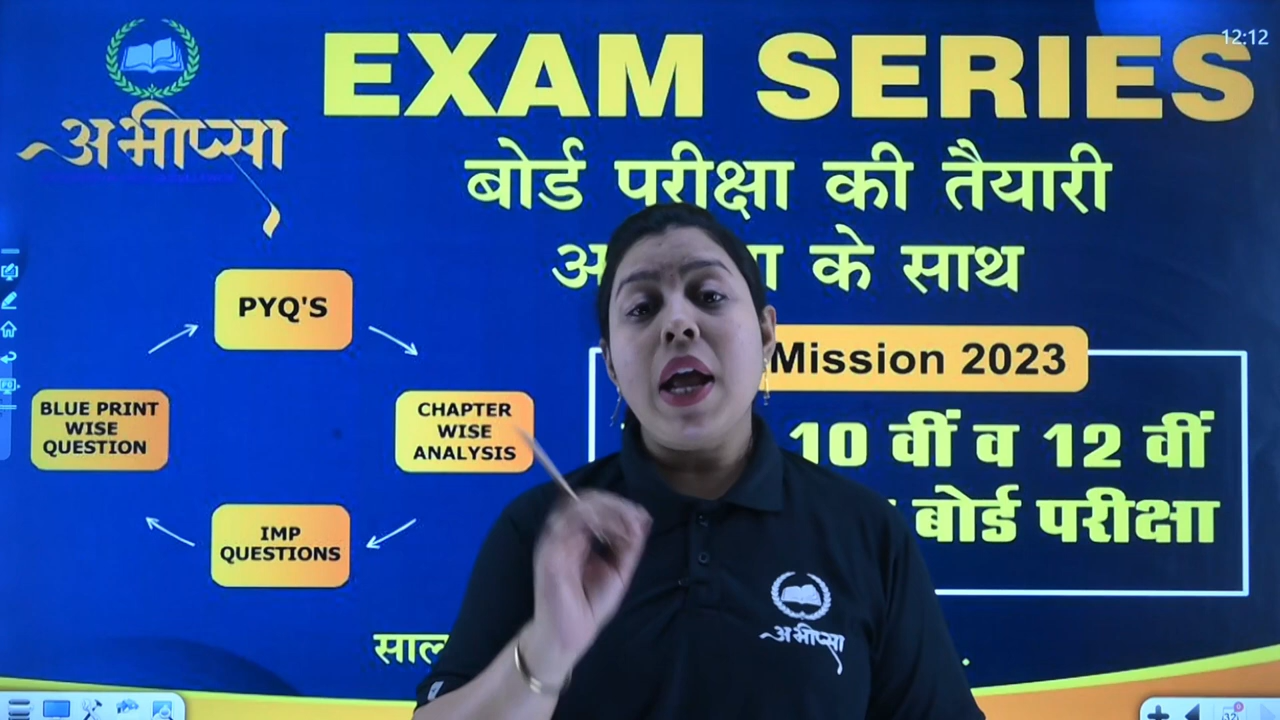 12:12
EXAM SERIES
अभीप्सा
बोर्ड परीक्षा की तैयारी
के साथ
PYQ'S
BLUE PRINT
WISE
QUESTION
CHAPTER
WISE
ANALYSIS
IMP
QUESTIONS
Mission 2023
10 वीं व 12 वीं
बोर्ड परीक्षा
अभीप्सा